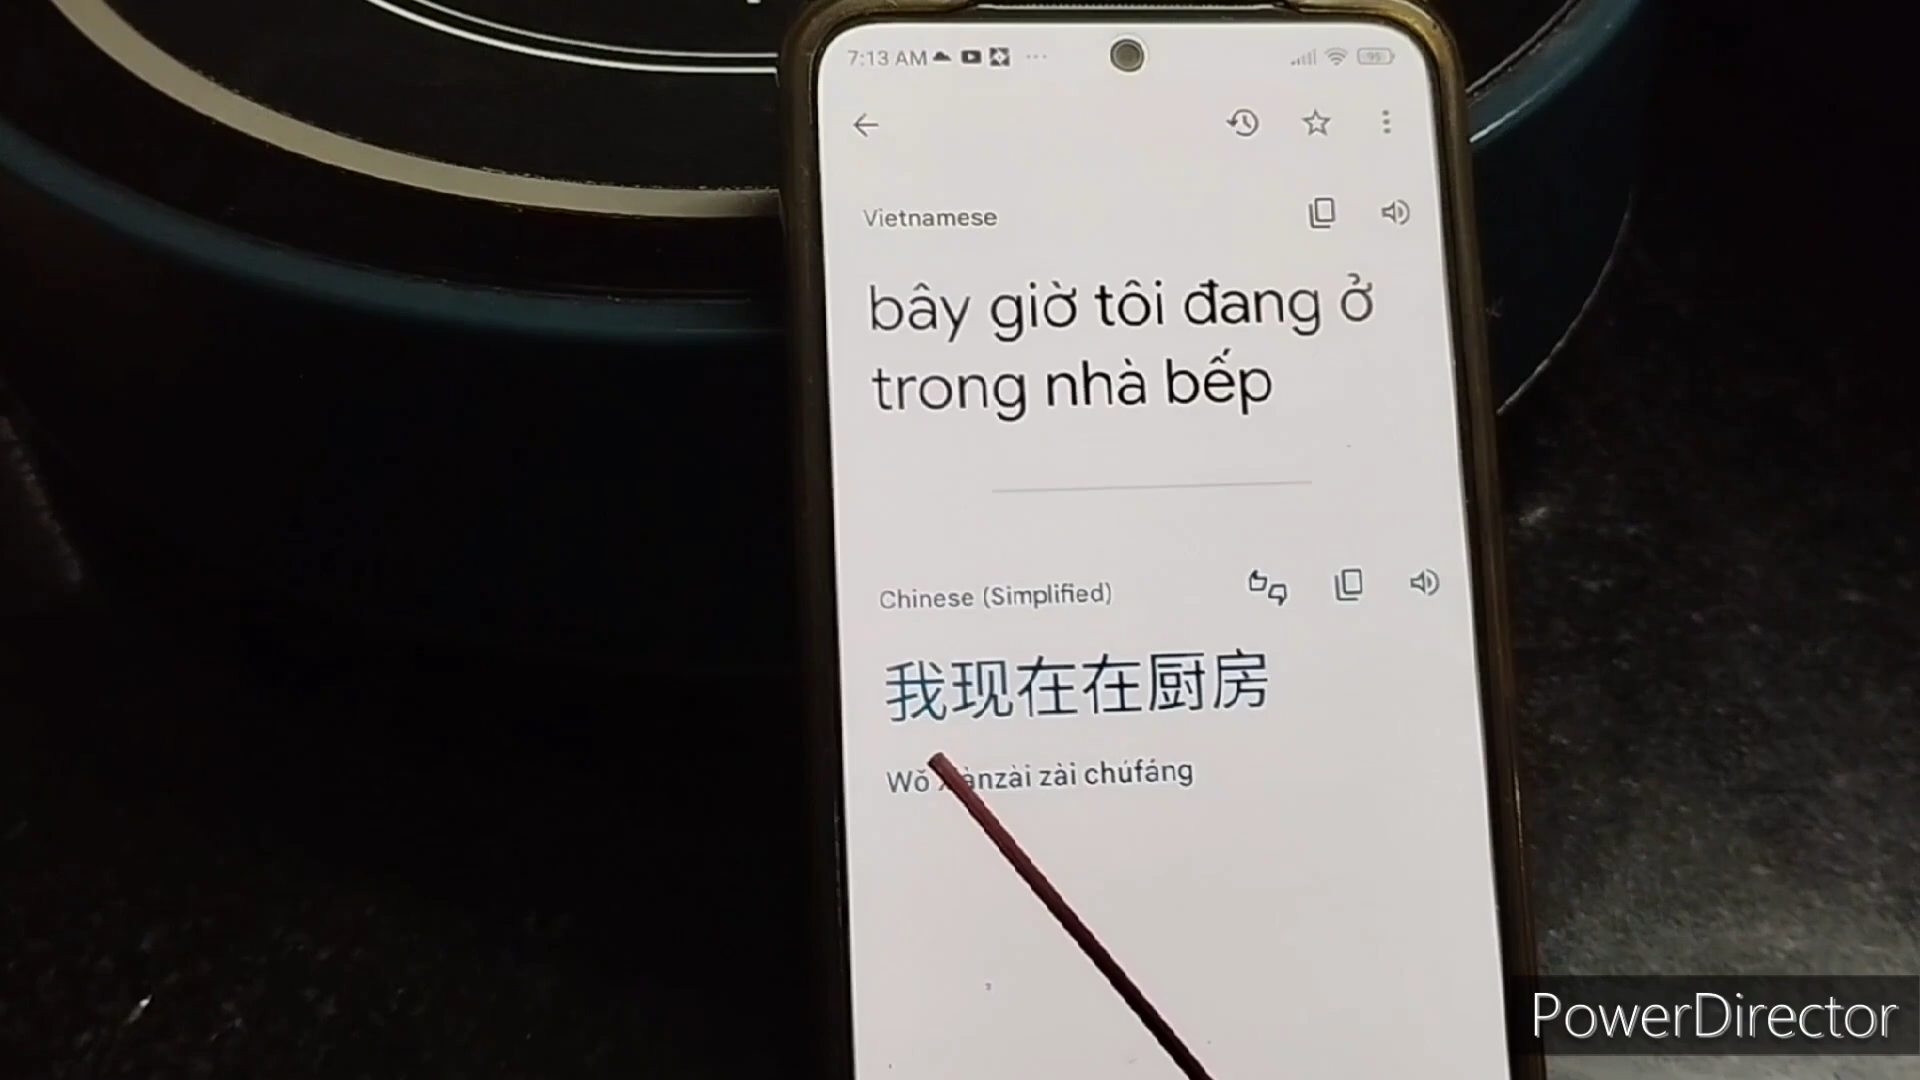 7:13 AM
Vietnamese
bây giờ tôi đang ở
trong nhà bếp
Chinese (Simplified)
我现在在厨房
Wǒ xiànzài zài chúfáng
PowerDirector